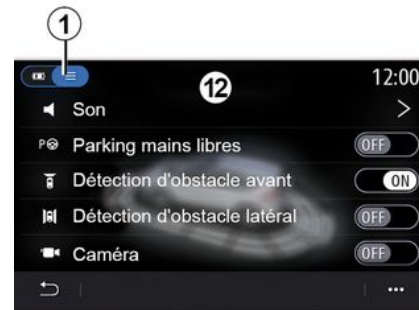 1
12
12:00
Son
Parking mains libres OFF
Détection d'obstacle avant ON
Détection d'obstacle latéral OFF
Caméra OFF